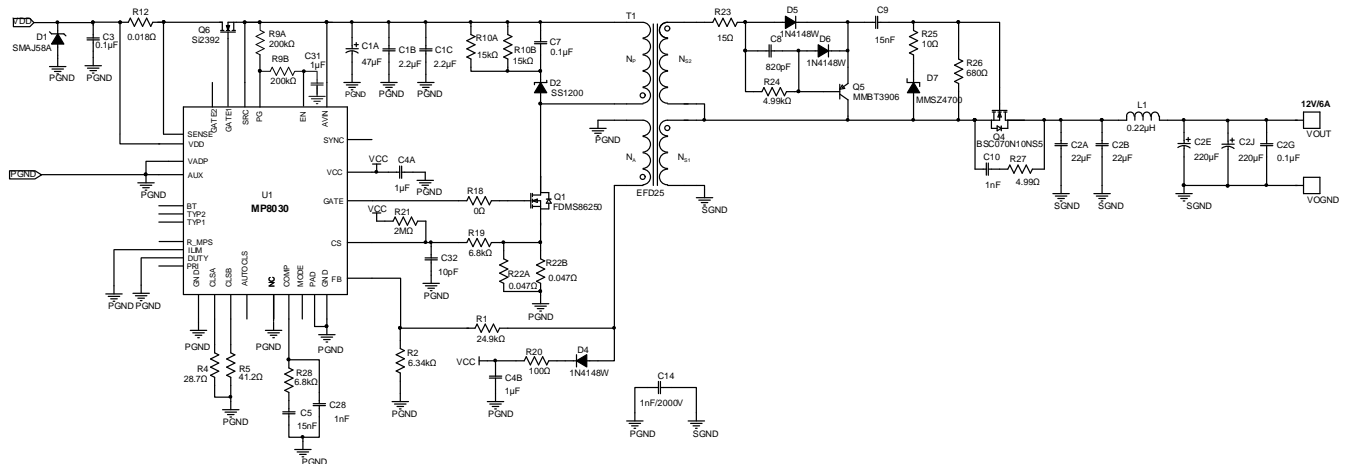 VDD
D1
SMAJ58A
PGND
C3
0.1µF
PGND
R12
0.018Ω
Q6
Si2392
R9A
200kΩ
R9B
200kΩ
C31
1µF
PGND
C1A
47µF
PGND
C1B
2.2µF
PGND
C1C
2.2µF
PGND
R10A
15kΩ
R10B
15kΩ
C7
0.1µF
D2
SS1200
T1
NP
NS2
NA
NS1
EFD25
PGND
SGND
R23
15Ω
D5
1N4148W
C8
820pF
D6
1N4148W
R24
4.99kΩ
Q5
MMBT3906
C9
15nF
R25
10Ω
D7
MMSZ4700
R26
680Ω
Q4
BSC070N10NS5
C10
1nF
R27
4.99Ω
C2A
22µF
SGND
C2B
22µF
SGND
L1
0.22µH
C2E
220µF
SGND
C2J
220µF
C2G
0.1µF
12V/6A
VOUT
VOGND
PGND
PGND
GATE2
GATE1
SRC
PG
EN
AVIN
SENSE
VDD
VADP
AUX
BT
TYP2
TYP1
R_MPS
ILIM
DUTY
PRI
GND
CLSA
CLSB
AUTOCLS
NC
COMP
MODE
PAD
GND
SYNC
VCC
GATE
CS
FB
U1
MP8030
VCC
C4A
1µF
PGND
R18
0Ω
Q1
FDMS86250
VCC
R21
2MΩ
R19
6.8kΩ
C32
10pF
PGND
R22A
0.047Ω
R22B
0.047Ω
PGND
PGND
PGND
PGND
PGND
PGND
R4
28.7Ω
R5
41.2Ω
PGND
R28
6.8kΩ
C5
15nF
C28
1nF
PGND
R1
24.9kΩ
R2
6.34kΩ
PGND
VCC
R20
100Ω
D4
1N4148W
C4B
1µF
PGND
C14
1nF/2000V
PGND
SGND